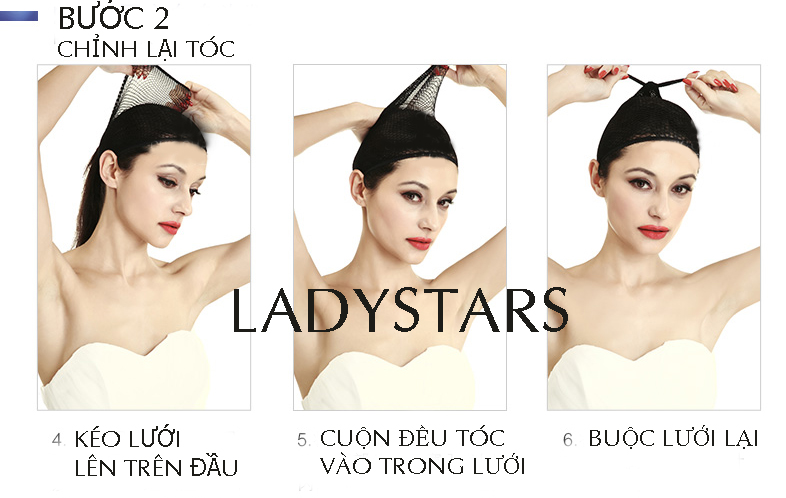 BƯỚC 2
CHỈNH LẠI TÓC
LADYSTARS
4. KÉO LƯỚI
LÊN TRÊN ĐẦU
5. CUỘN ĐỀU TÓC
VÀO TRONG LƯỚI
6. BUỘC LƯỚI LẠI